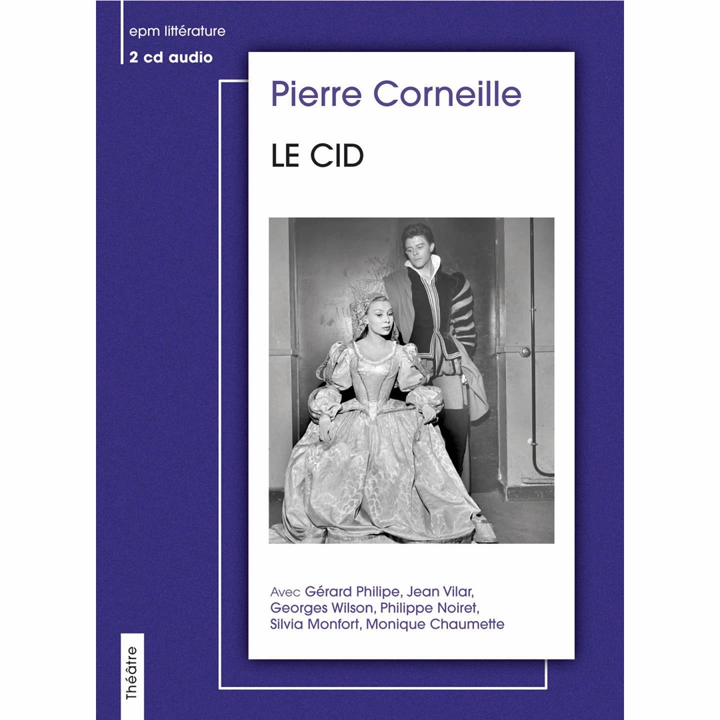 epm littérature
2 cd audio
Pierre Corneille
LE CID
Avec Gérard Philipe, Jean Vilar,
Georges Wilson, Philippe Noiret,
Silvia Monfort, Monique Chaumette
Théâtre